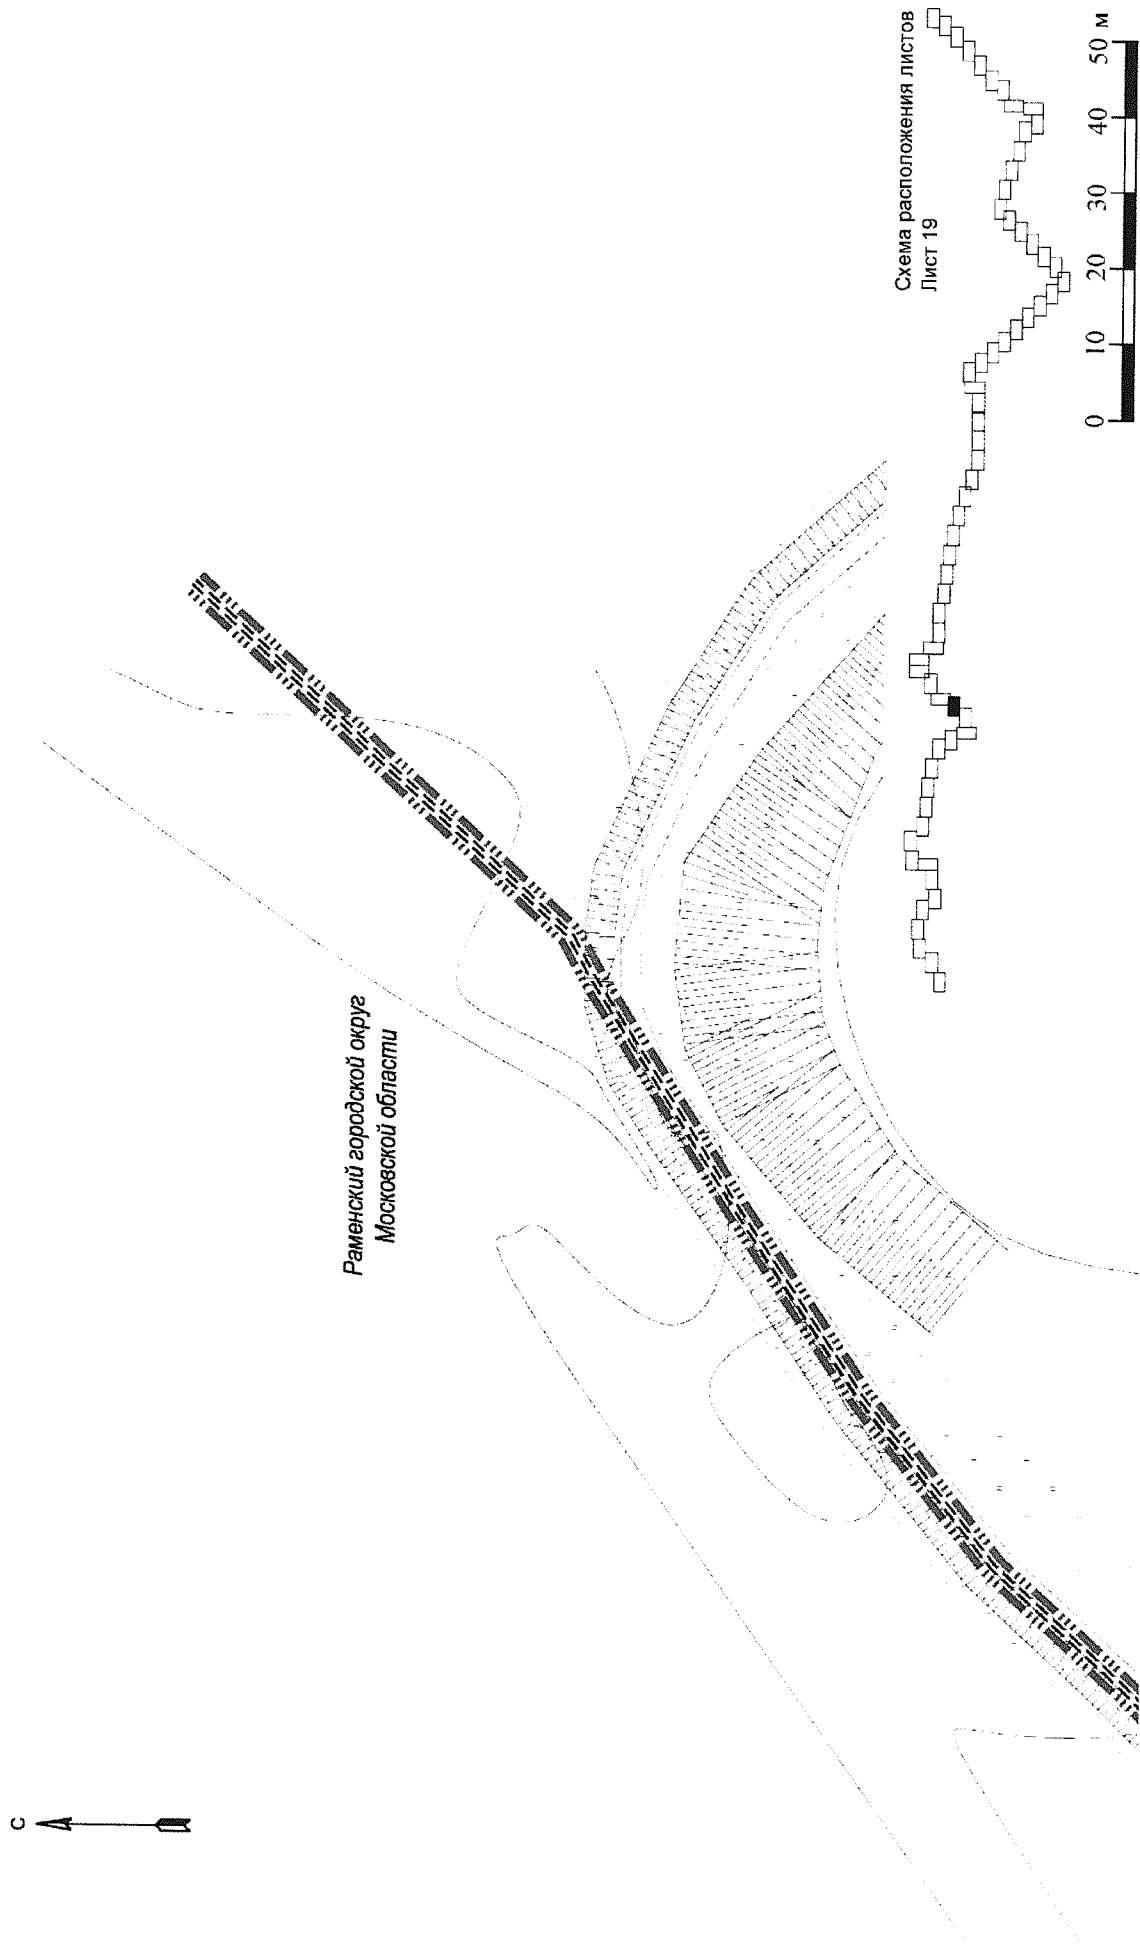 С
Раменский городской округ
Московской области
Схема расположения листов
Лист 19
0 10 20 30 40 50 м